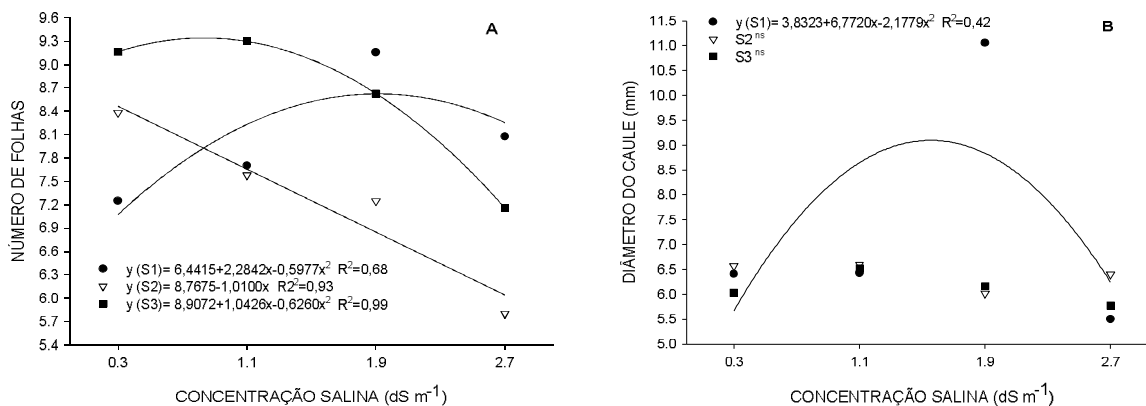 A
9.6
9.3
9.0
8.7
8.4
8.1
7.8
7.5
7.2
6.9
6.6
6.3
6.0
5.7
5.4
NÚMERO DE FOLHAS
y (S1)= 6,4415+2,2842x-0,5977x² R²=0,68
y (S2)= 8,7675-1,0100x R2²=0,93
y (S3)= 8,9072+1,0426x-0,6260x² R²=0,99
0.3 1.1 1.9 2.7
CONCENTRAÇÃO SALINA (dS m⁻¹)
B
y (S1)= 3,8323+6,7720x-2,1779x² R²=0,42
S2ⁿˢ
S3ⁿˢ
11.5
11.0
10.5
10.0
9.5
9.0
8.5
8.0
7.5
7.0
6.5
6.0
5.5
5.0
DIÂMETRO DO CAULE (mm)
0.3 1.1 1.9 2.7
CONCENTRAÇÃO SALINA (dS m⁻¹)